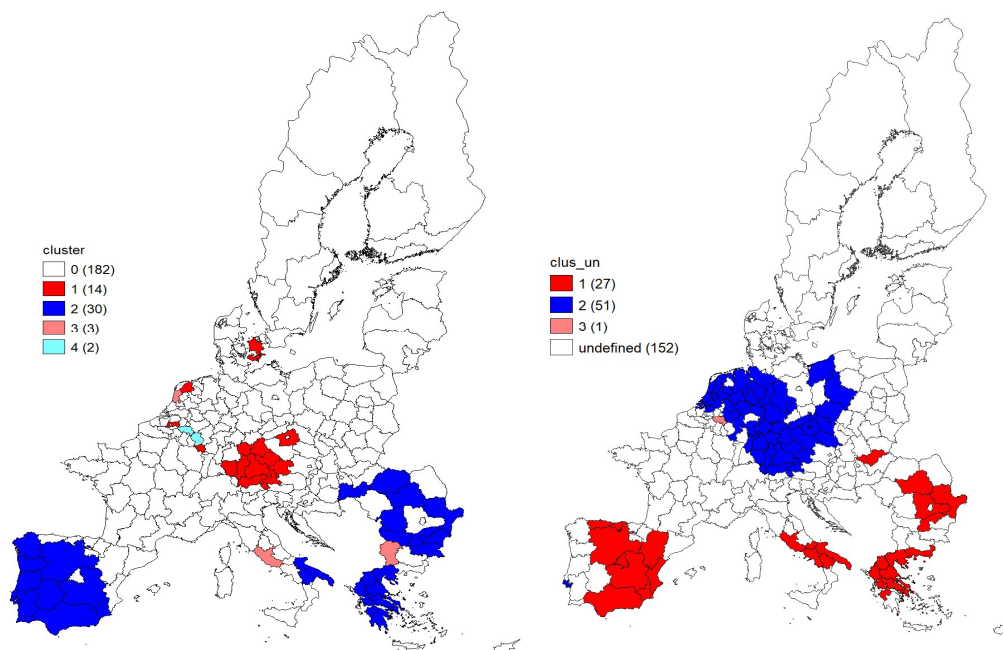 cluster
0 (182)
1 (14)
2 (30)
3 (3)
4 (2)
clus_un
1 (27)
2 (51)
3 (1)
undefined (152)